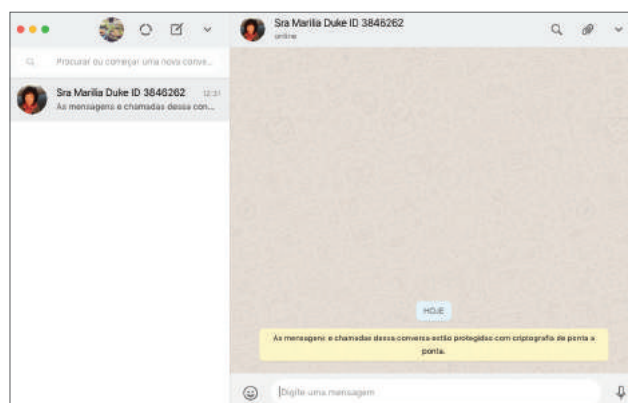 Sra Marilia Duke ID 3846262
online
Procurar ou começar uma nova conve...
Sra Marilia Duke ID 3846262 12:31
As mensagens e chamadas dessa con...
HOJE
As mensagens e chamadas dessa conversa estão protegidas com criptografia de ponta a
ponta.
Digite uma mensagem